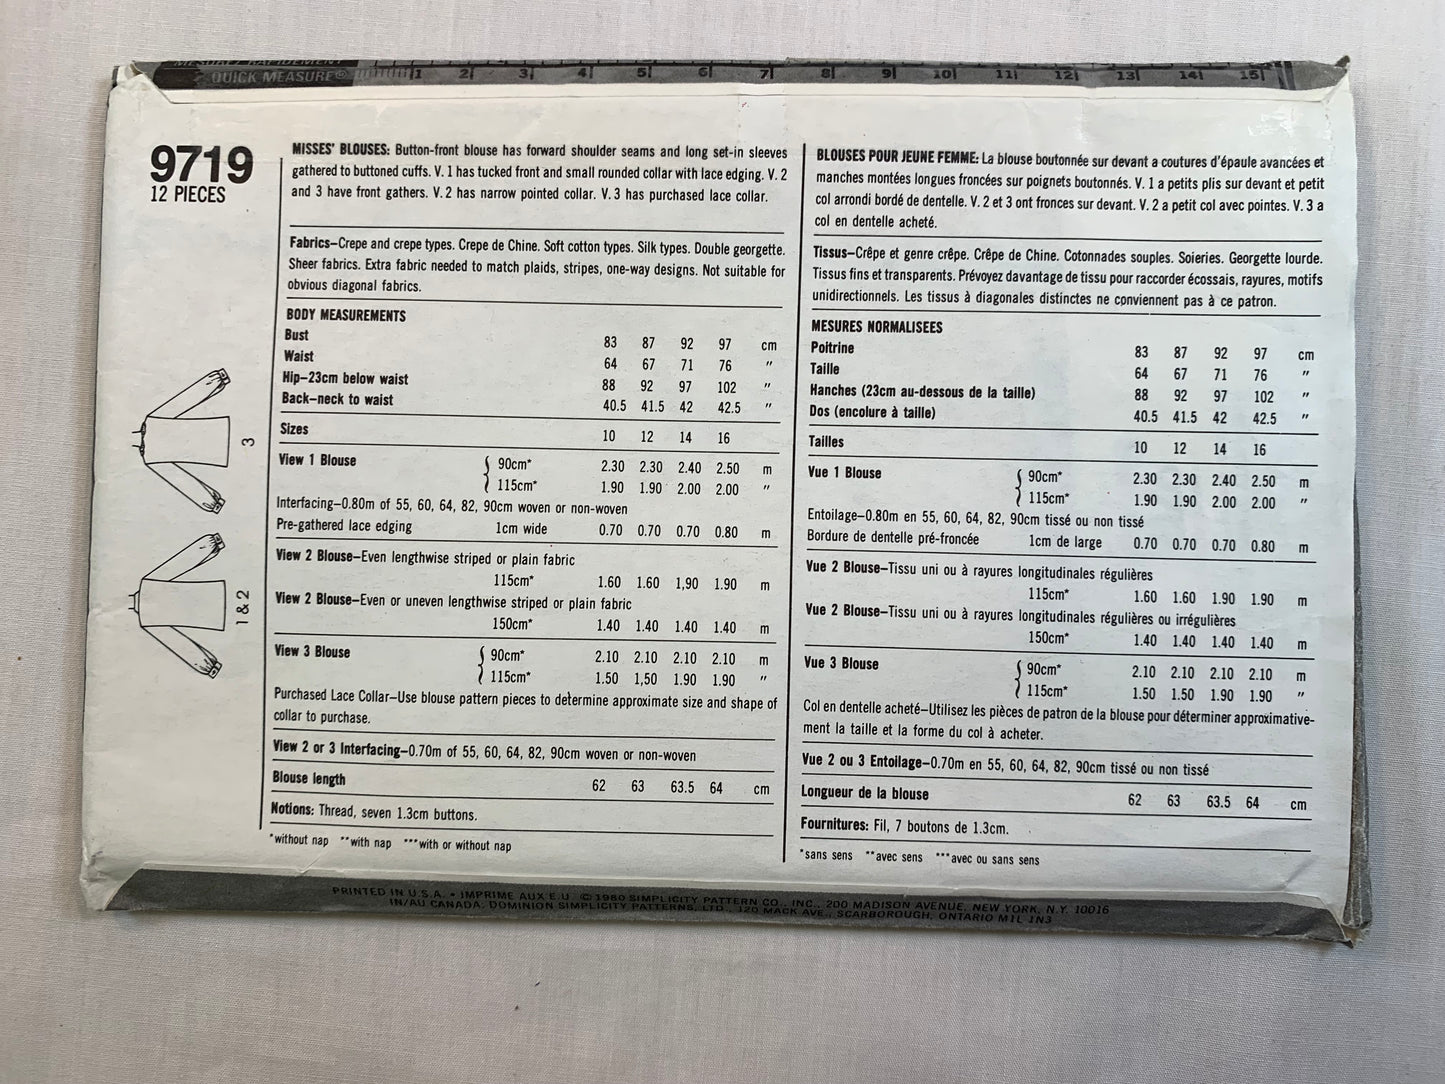 MESUREZ RAPIDEMENT
QUICK MEASURE® 1 2 3 4 5 6 7 8 9 10 11 12 13 14 15
9719
12 PIECES
MISSES' BLOUSES: Button-front blouse has forward shoulder seams and long set-in sleeves
gathered to buttoned cuffs. V. 1 has tucked front and small rounded collar with lace edging. V. 2
and 3 have front gathers. V. 2 has narrow pointed collar. V. 3 has purchased lace collar.
Fabrics—Crepe and crepe types. Crepe de Chine. Soft cotton types. Silk types. Double georgette.
Sheer fabrics. Extra fabric needed to match plaids, stripes, one-way designs. Not suitable for
obvious diagonal fabrics.
BODY MEASUREMENTS
Bust 83 87 92 97 cm
Waist 64 67 71 76 "
Hip—23cm below waist 88 92 97 102 "
Back—neck to waist 40.5 41.5 42 42.5 "
Sizes 10 12 14 16
View 1 Blouse { 90cm* 2.30 2.30 2.40 2.50 m
115cm* 1.90 1.90 2.00 2.00 "
Interfacing—0.80m of 55, 60, 64, 82, 90cm woven or non-woven
Pre-gathered lace edging 1cm wide 0.70 0.70 0.70 0.80 m
View 2 Blouse—Even lengthwise striped or plain fabric
115cm* 1.60 1.60 1,90 1.90 m
View 2 Blouse—Even or uneven lengthwise striped or plain fabric
150cm* 1.40 1.40 1.40 1.40 m
View 3 Blouse { 90cm* 2.10 2.10 2.10 2.10 m
115cm* 1.50 1,50 1.90 1.90 "
Purchased Lace Collar—Use blouse pattern pieces to determine approximate size and shape of
collar to purchase.
View 2 or 3 Interfacing—0.70m of 55, 60, 64, 82, 90cm woven or non-woven
Blouse length 62 63 63.5 64 cm
Notions: Thread, seven 1.3cm buttons.
*without nap **with nap ***with or without nap
3
1 & 2
BLOUSES POUR JEUNE FEMME: La blouse boutonnée sur devant a coutures d'épaule avancées et
manches montées longues froncées sur poignets boutonnés. V. 1 a petits plis sur devant et petit
col arrondi bordé de dentelle. V. 2 et 3 ont fronces sur devant. V. 2 a petit col avec pointes. V. 3 a
col en dentelle acheté.
Tissus—Crêpe et genre crêpe. Crêpe de Chine. Cotonnades souples. Soieries. Georgette lourde.
Tissus fins et transparents. Prévoyez davantage de tissu pour raccorder écossais, rayures, motifs
unidirectionnels. Les tissus à diagonales distinctes ne conviennent pas à ce patron.
MESURES NORMALISEES
Poitrine 83 87 92 97 cm
Taille 64 67 71 76 "
Hanches (23cm au-dessous de la taille) 88 92 97 102 "
Dos (encolure à taille) 40.5 41.5 42 42.5 "
Tailles 10 12 14 16
Vue 1 Blouse { 90cm* 2.30 2.30 2.40 2.50 m
115cm* 1.90 1.90 2.00 2.00 "
Entoilage—0.80m en 55, 60, 64, 82, 90cm tissé ou non tissé
Bordure de dentelle pré-froncée 1cm de large 0.70 0.70 0.70 0.80 m
Vue 2 Blouse—Tissu uni ou à rayures longitudinales régulières
115cm* 1.60 1.60 1.90 1.90 m
Vue 2 Blouse—Tissu uni ou à rayures longitudinales régulières ou irrégulières
150cm* 1.40 1.40 1.40 1.40 m
Vue 3 Blouse { 90cm* 2.10 2.10 2.10 2.10 m
115cm* 1.50 1.50 1.90 1.90 "
Col en dentelle acheté—Utilisez les pièces de patron de la blouse pour déterminer approximative-
ment la taille et la forme du col à acheter.
Vue 2 ou 3 Entoilage—0.70m en 55, 60, 64, 82, 90cm tissé ou non tissé
Longueur de la blouse 62 63 63.5 64 cm
Fournitures: Fil, 7 boutons de 1.3cm.
*sans sens **avec sens ***avec ou sans sens
PRINTED IN U.S.A. • IMPRIME AUX E.U. © 1980 SIMPLICITY PATTERN CO., INC., 200 MADISON AVENUE, NEW YORK, N.Y. 10016
IN/AU CANADA, DOMINION SIMPLICITY PATTERNS, LTD., 120 MACK AVE., SCARBOROUGH, ONTARIO M1L 1N3